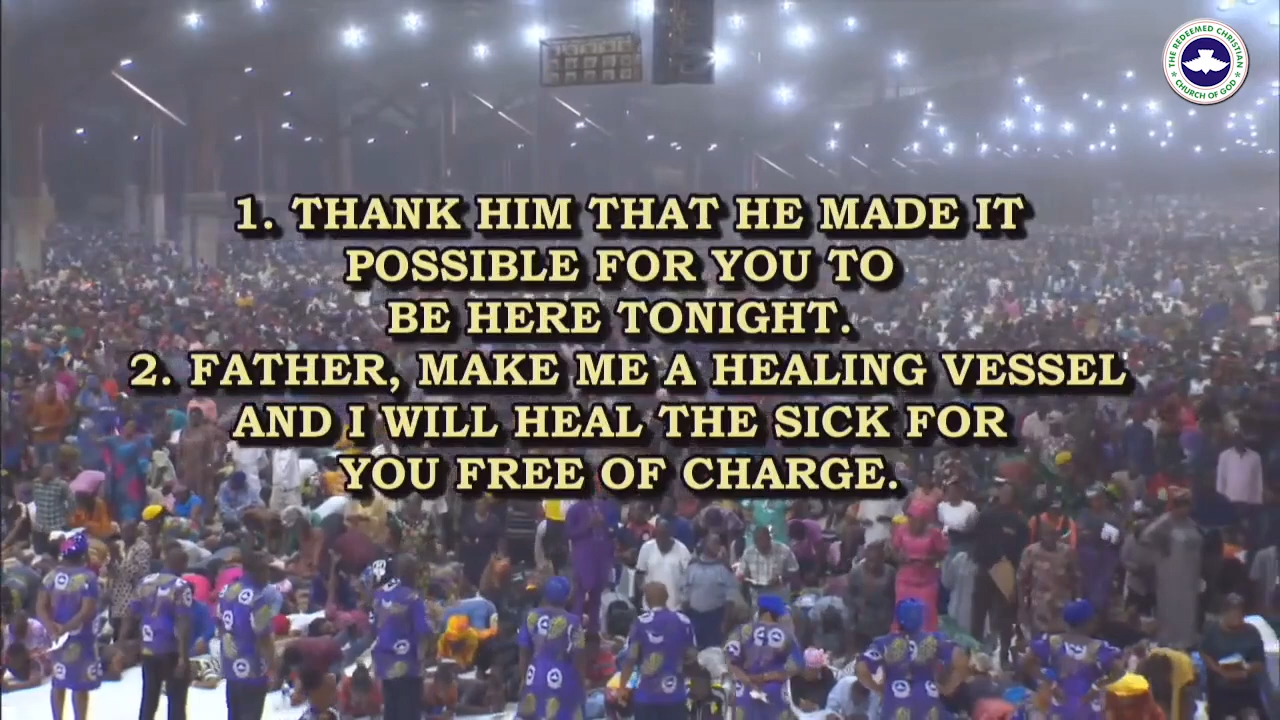 THE REDEEMED CHRISTIAN
CHURCH OF GOD
1. THANK HIM THAT HE MADE IT
POSSIBLE FOR YOU TO
BE HERE TONIGHT.
2. FATHER, MAKE ME A HEALING VESSEL
AND I WILL HEAL THE SICK FOR
YOU FREE OF CHARGE.